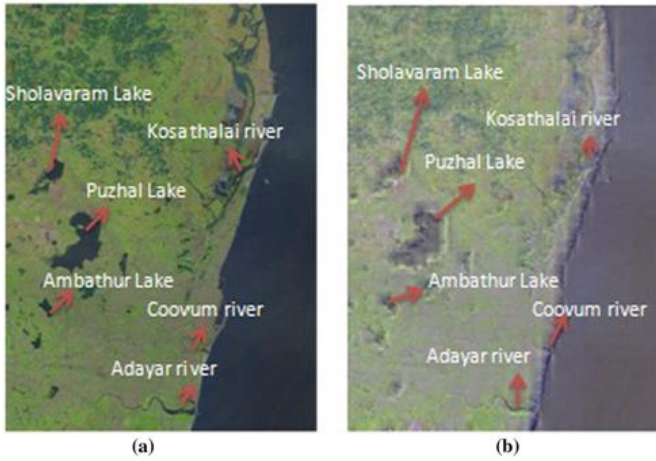 Sholavaram Lake
Kosathalai river
Puzhal Lake
Ambathur Lake
Coovum river
Adayar river
(a)
Sholavaram Lake
Kosathalai river
Puzhal Lake
Ambathur Lake
Coovum river
Adayar river
(b)